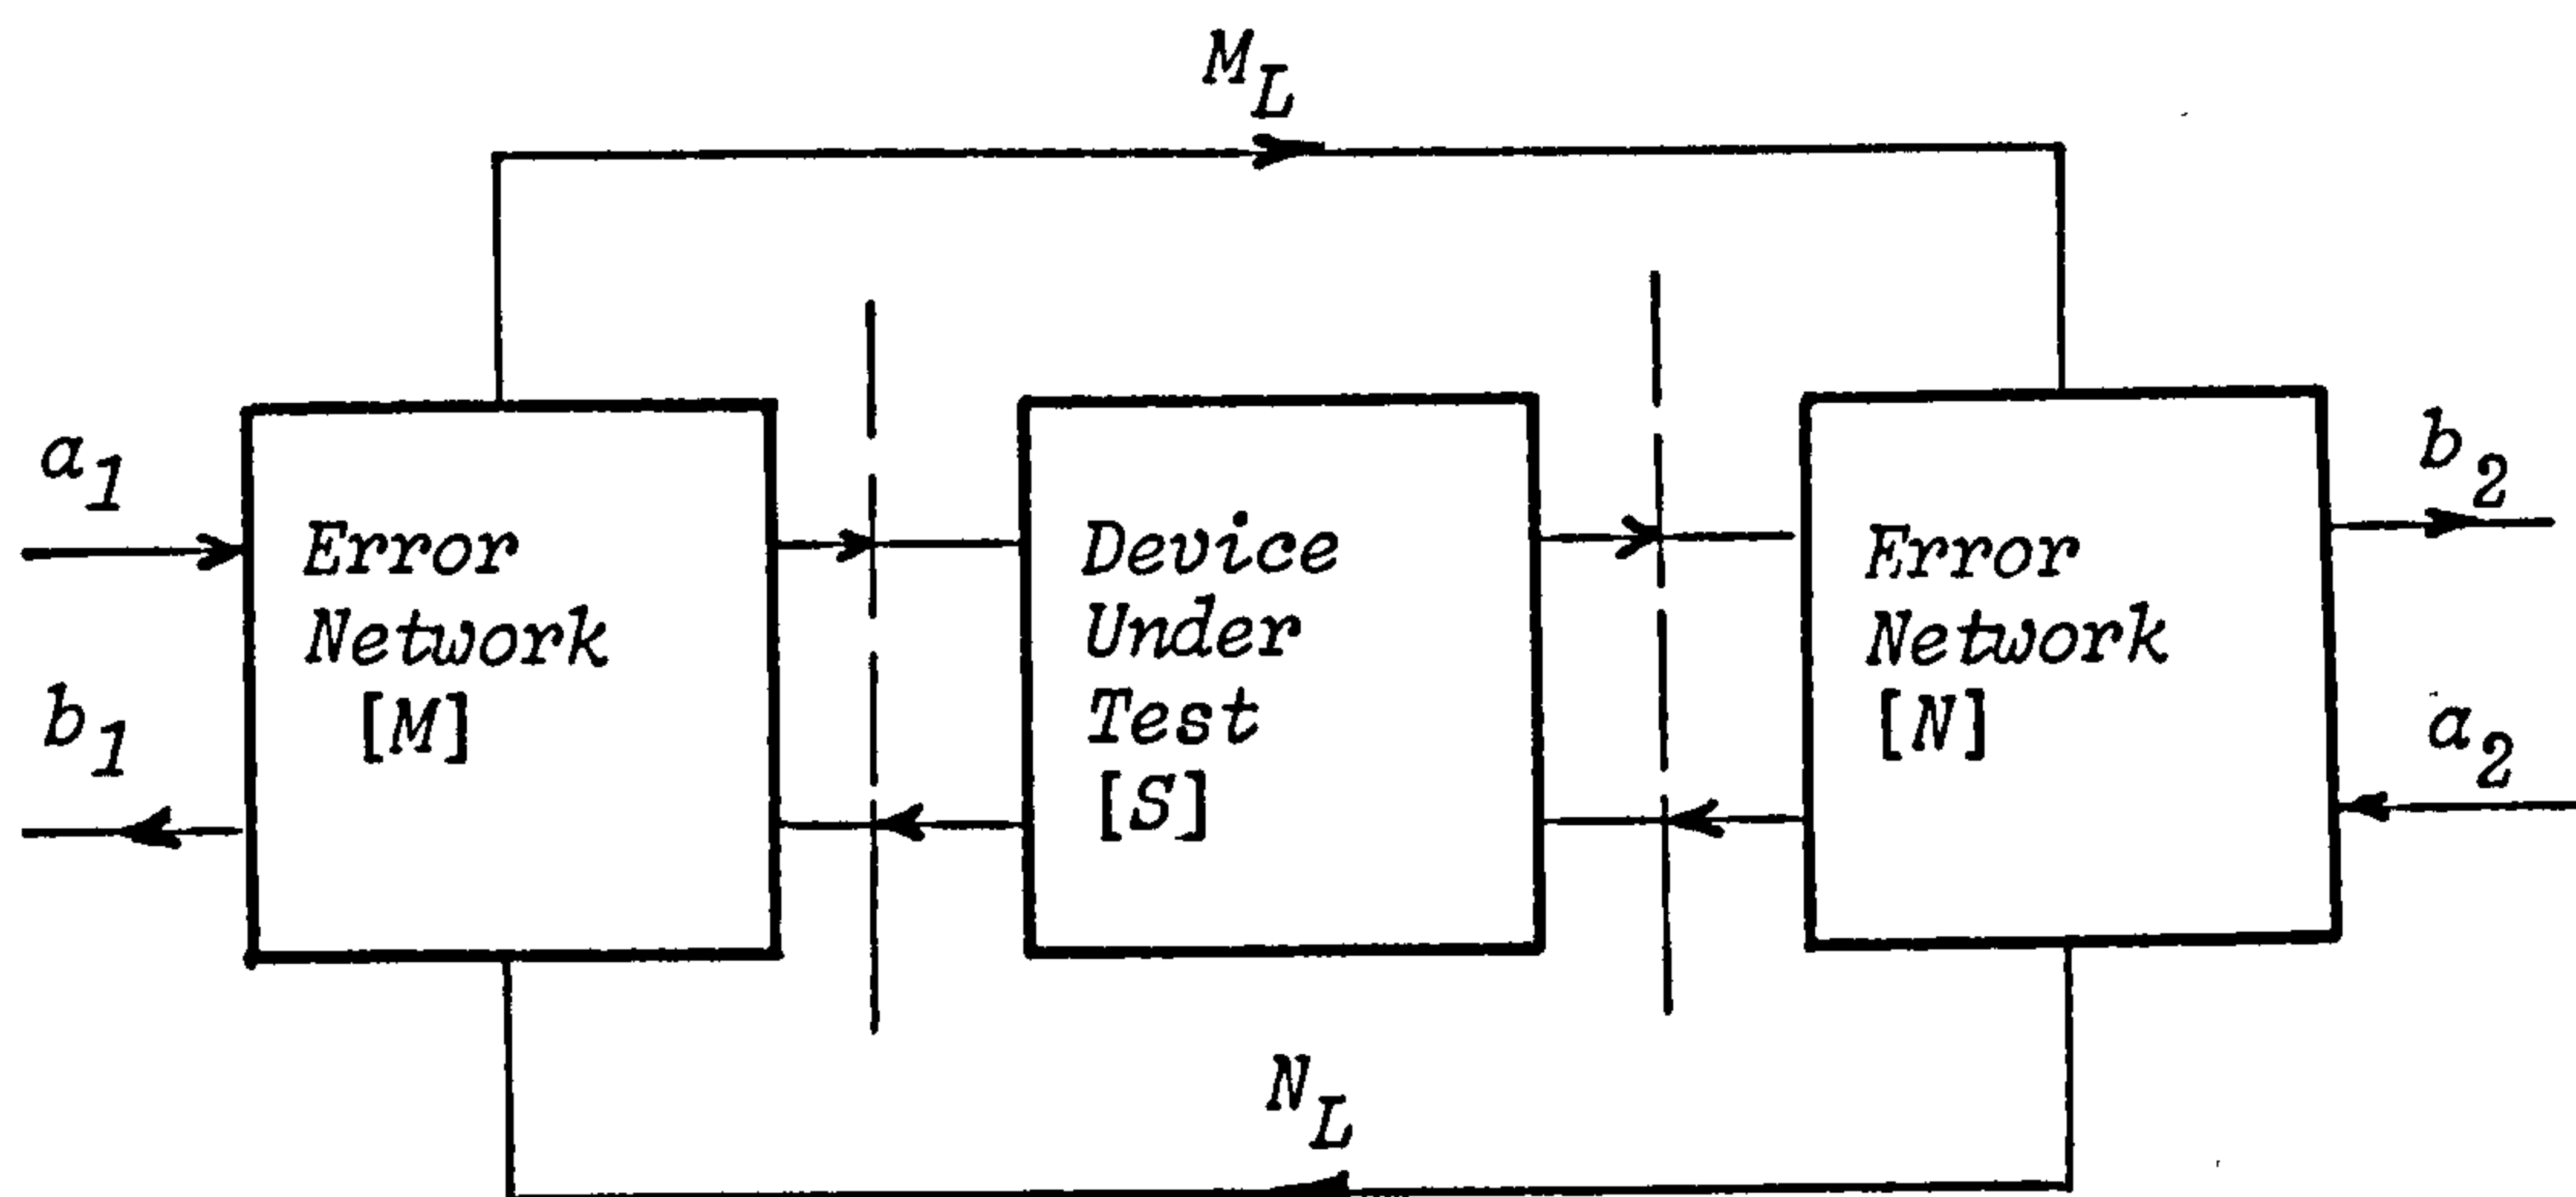 M_L
a_1
b_1
Error
Network
[M]
Device
Under
Test
[S]
Error
Network
[N]
b_2
a_2
N_L